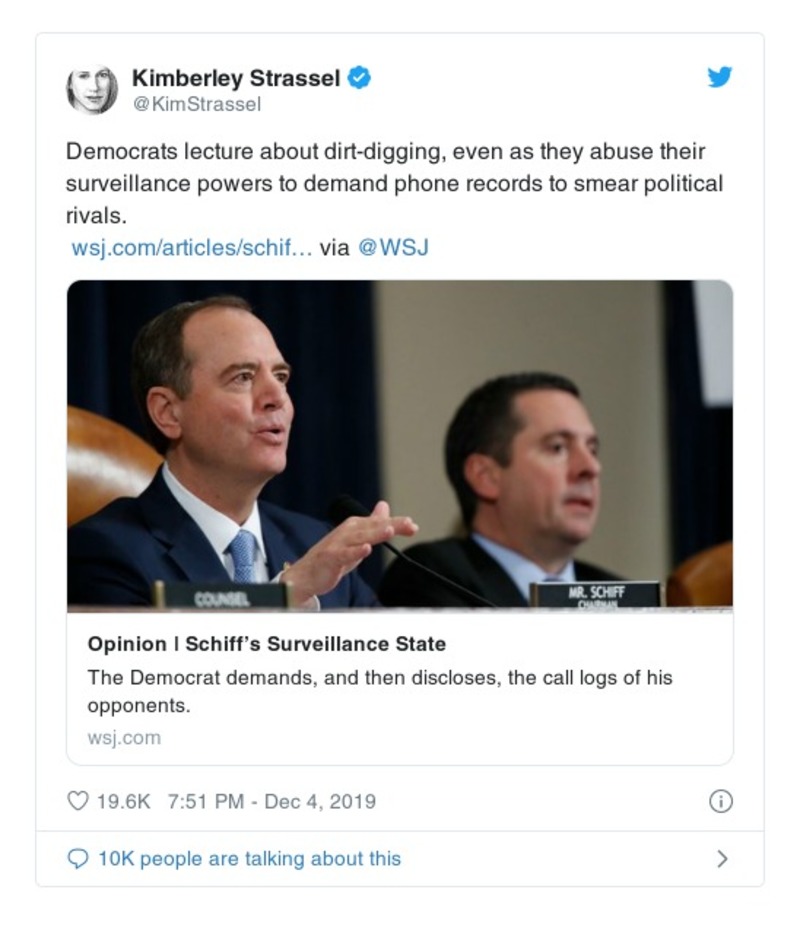 Kimberley Strassel
@KimStrassel
Democrats lecture about dirt-digging, even as they abuse their
surveillance powers to demand phone records to smear political
rivals.
wsj.com/articles/schif... via @WSJ
COUNSEL
MR. SCHIFF
CHAIRMAN
Opinion | Schiff’s Surveillance State
The Democrat demands, and then discloses, the call logs of his
opponents.
wsj.com
19.6K 7:51 PM - Dec 4, 2019
10K people are talking about this